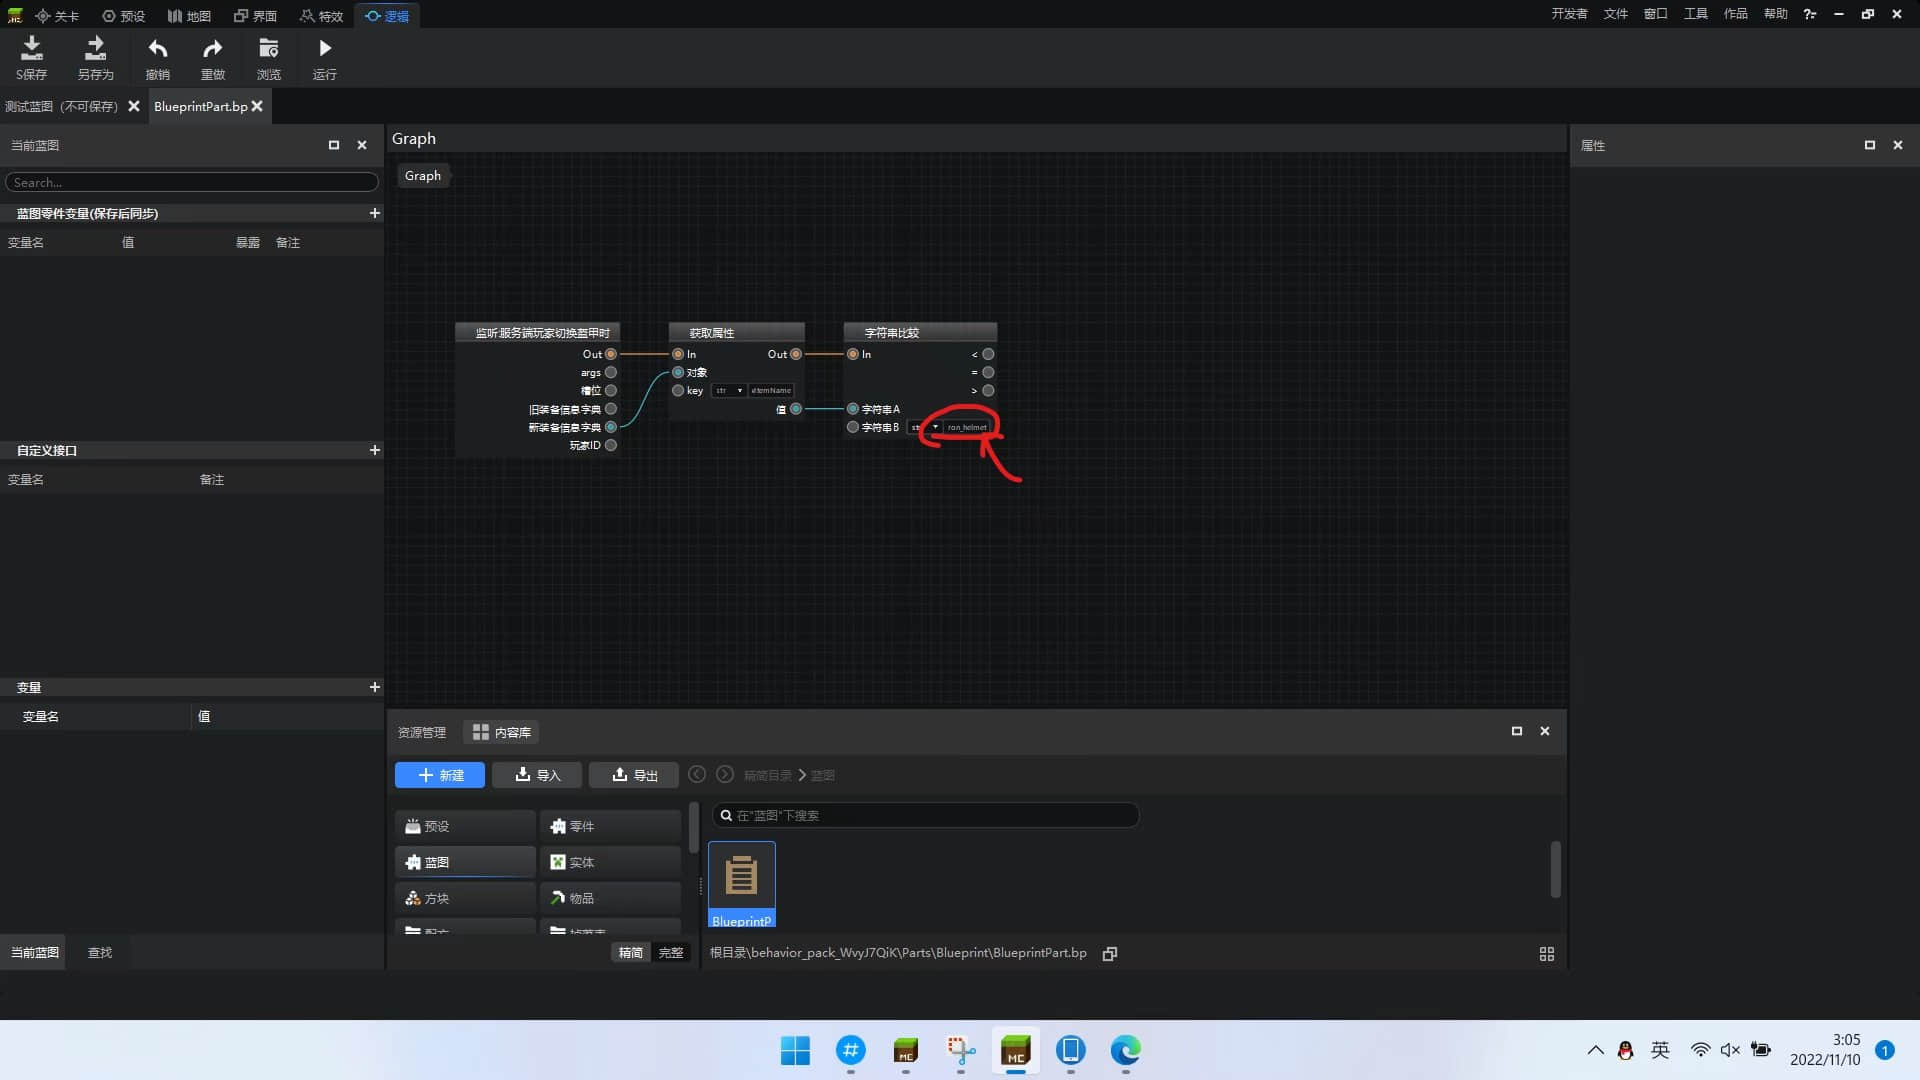 关卡 预设 地图 界面 特效 逻辑 开发者 文件 窗口 工具 作品 帮助
S保存 另存为 撤销 重做 浏览 运行
测试蓝图（不可保存） BlueprintPart.bp
当前蓝图
Search...
蓝图零件变量(保存后同步)
变量名 值 暴露 备注
自定义接口
变量名 备注
变量
变量名 值
当前蓝图 查找
Graph
Graph
监听:服务端玩家切换盔甲时
Out
args
槽位
旧装备信息字典
新装备信息字典
玩家ID
获取属性
In Out
对象
key str itemName
值
字符串比较
In <
=
>
字符串A
字符串B str ron_helmet
属性
资源管理 内容库
新建 导入 导出 精简目录 蓝图
预设 零件
蓝图 实体
方块 物品
精简 完整
在"蓝图"下搜索
BlueprintP
根目录\behavior_pack_WvyJ7QiK\Parts\Blueprint\BlueprintPart.bp
MC MC 英 3:05
2022/11/10 1